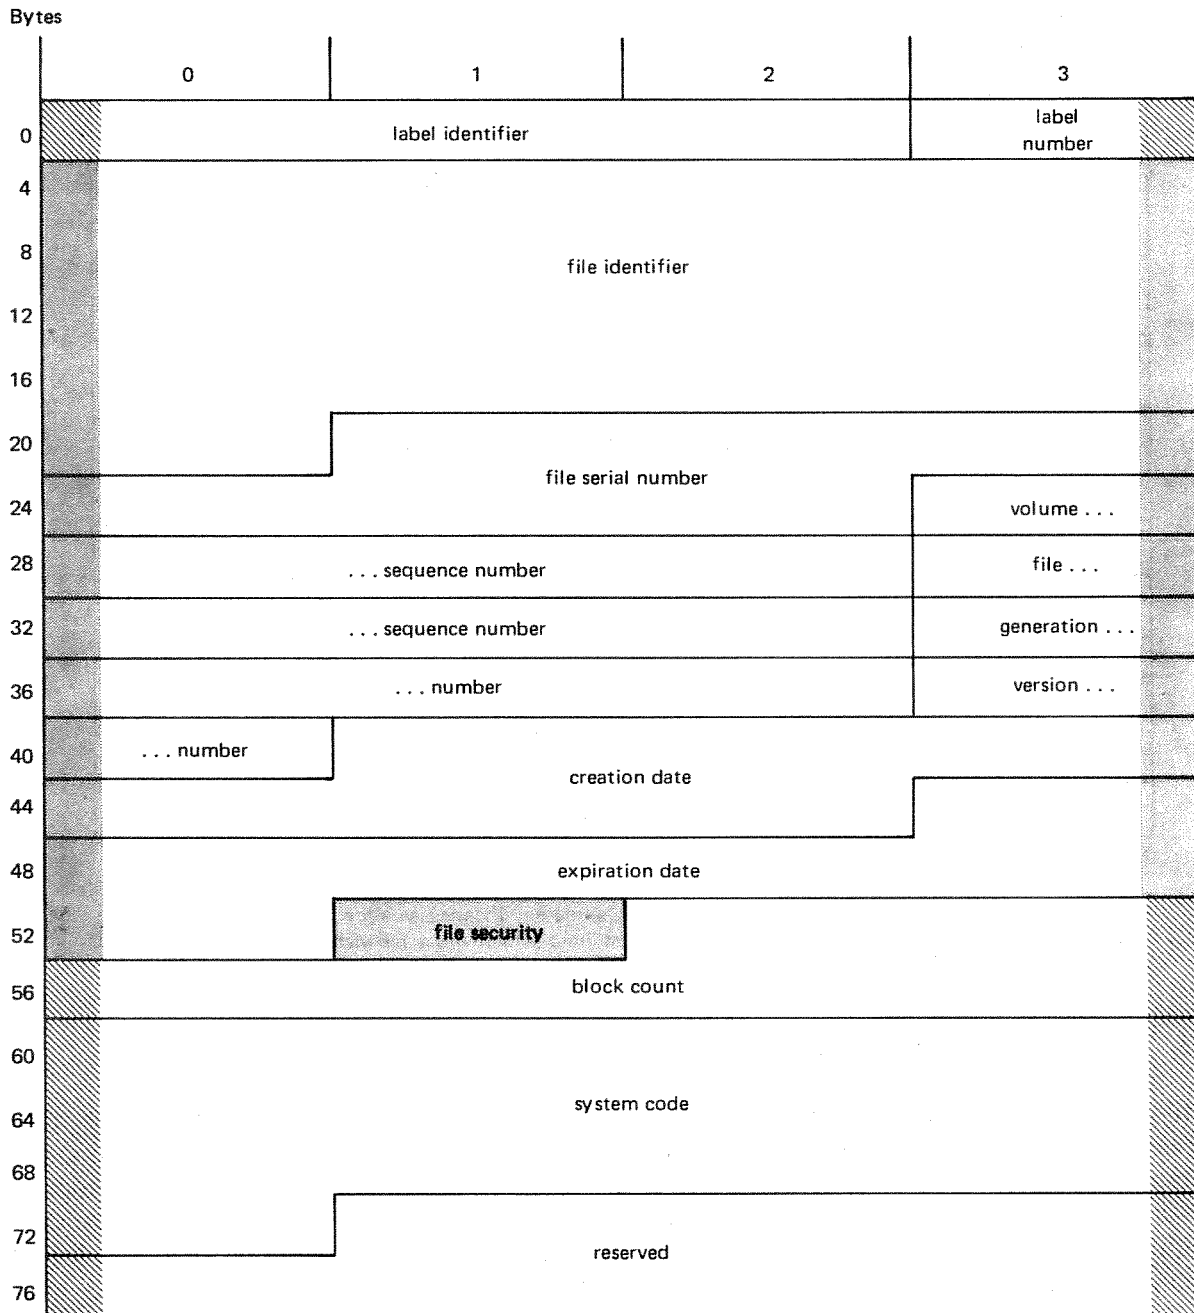 Bytes
0 1 2 3
0 label identifier label number
4
8 file identifier
12
16
20
file serial number
24 volume . . .
28 . . . sequence number file . . .
32 . . . sequence number generation . . .
36 . . . number version . . .
40 . . . number
creation date
44
48 expiration date
52 file security
56 block count
60
64 system code
68
72
reserved
76